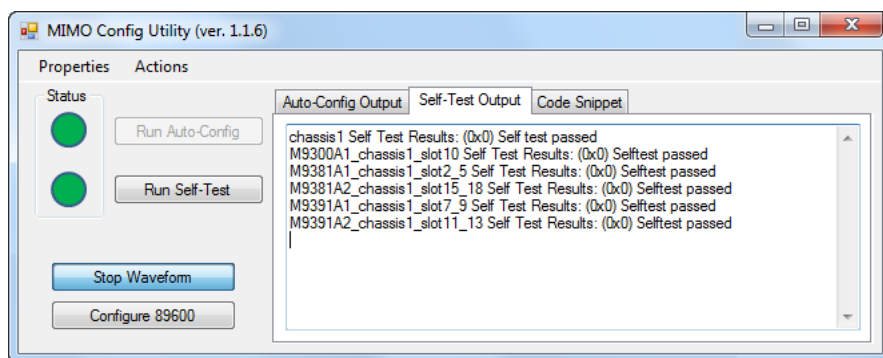 MIMO Config Utility (ver. 1.1.6)
Properties Actions
Status
Run Auto-Config
Run Self-Test
Stop Waveform
Configure 89600
Auto-Config Output Self-Test Output Code Snippet
chassis1 Self Test Results: (0x0) Self test passed
M9300A1_chassis1_slot10 Self Test Results: (0x0) Selftest passed
M9381A1_chassis1_slot2_5 Self Test Results: (0x0) Selftest passed
M9381A2_chassis1_slot15_18 Self Test Results: (0x0) Selftest passed
M9391A1_chassis1_slot7_9 Self Test Results: (0x0) Selftest passed
M9391A2_chassis1_slot11_13 Self Test Results: (0x0) Selftest passed